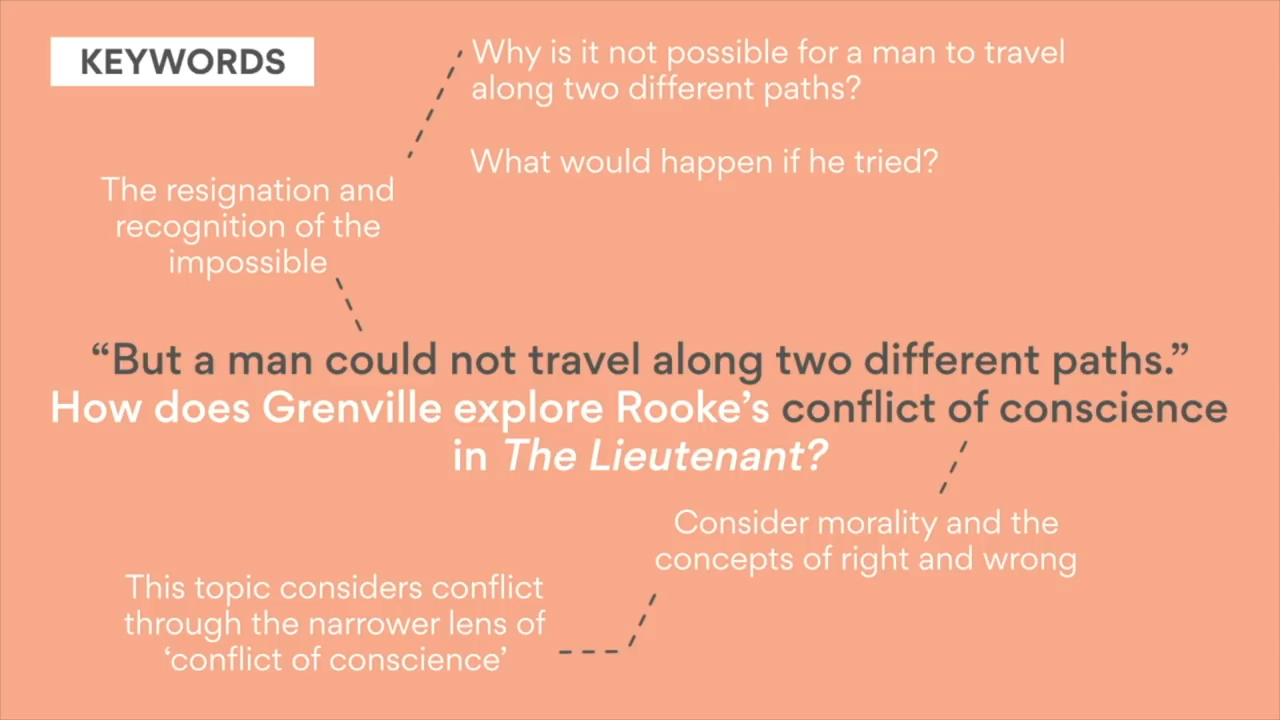 KEYWORDS
Why is it not possible for a man to travel
along two different paths?
What would happen if he tried?
The resignation and
recognition of the
impossible
“But a man could not travel along two different paths.”
How does Grenville explore Rooke’s conflict of conscience
in The Lieutenant?
Consider morality and the
concepts of right and wrong
This topic considers conflict
through the narrower lens of
‘conflict of conscience’